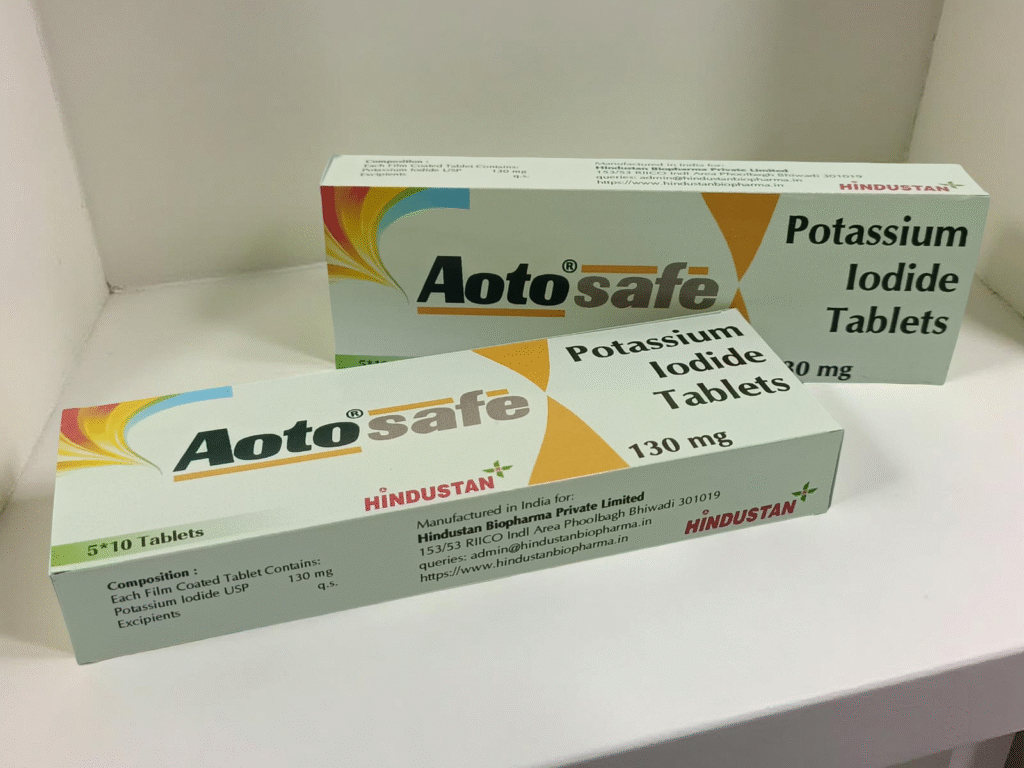 Composition :
Each Film Coated Tablet Contains:
Potassium Iodide USP 130 mg
Excipients q.s.
Manufactured in India for:
Hindustan Biopharma Private Limited
153/53 RIICO Indl Area Phoolbagh Bhiwadi 301019
queries: admin@hindustanbiopharma.in
https://www.hindustanbiopharma.in
HiNDUSTAN
Aoto®safe
Potassium
Iodide
Tablets
30 mg
5*10
Aoto®safe
Potassium
Iodide
Tablets
130 mg
HiNDUSTAN
5*10 Tablets
Composition :
Each Film Coated Tablet Contains:
Potassium Iodide USP 130 mg
Excipients q.s.
Manufactured in India for:
Hindustan Biopharma Private Limited
153/53 RIICO Indl Area Phoolbagh Bhiwadi 301019
queries: admin@hindustanbiopharma.in
https://www.hindustanbiopharma.in
HiNDUSTAN